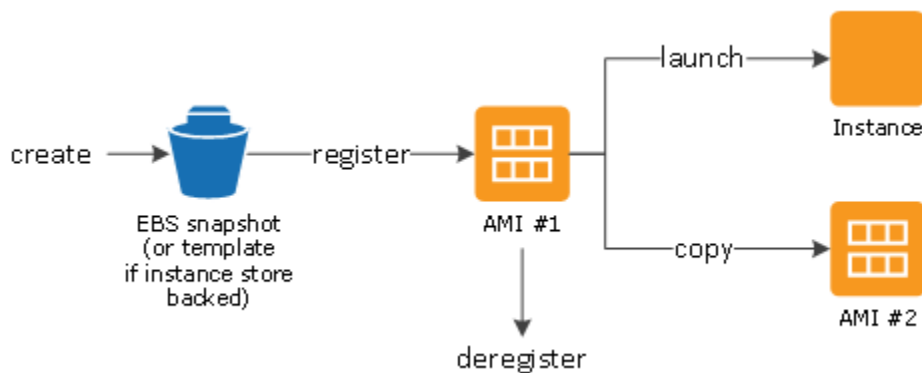 launch
Instance
create
register
EBS snapshot
(or template
if instance store
backed)
AMI #1
copy
AMI #2
deregister